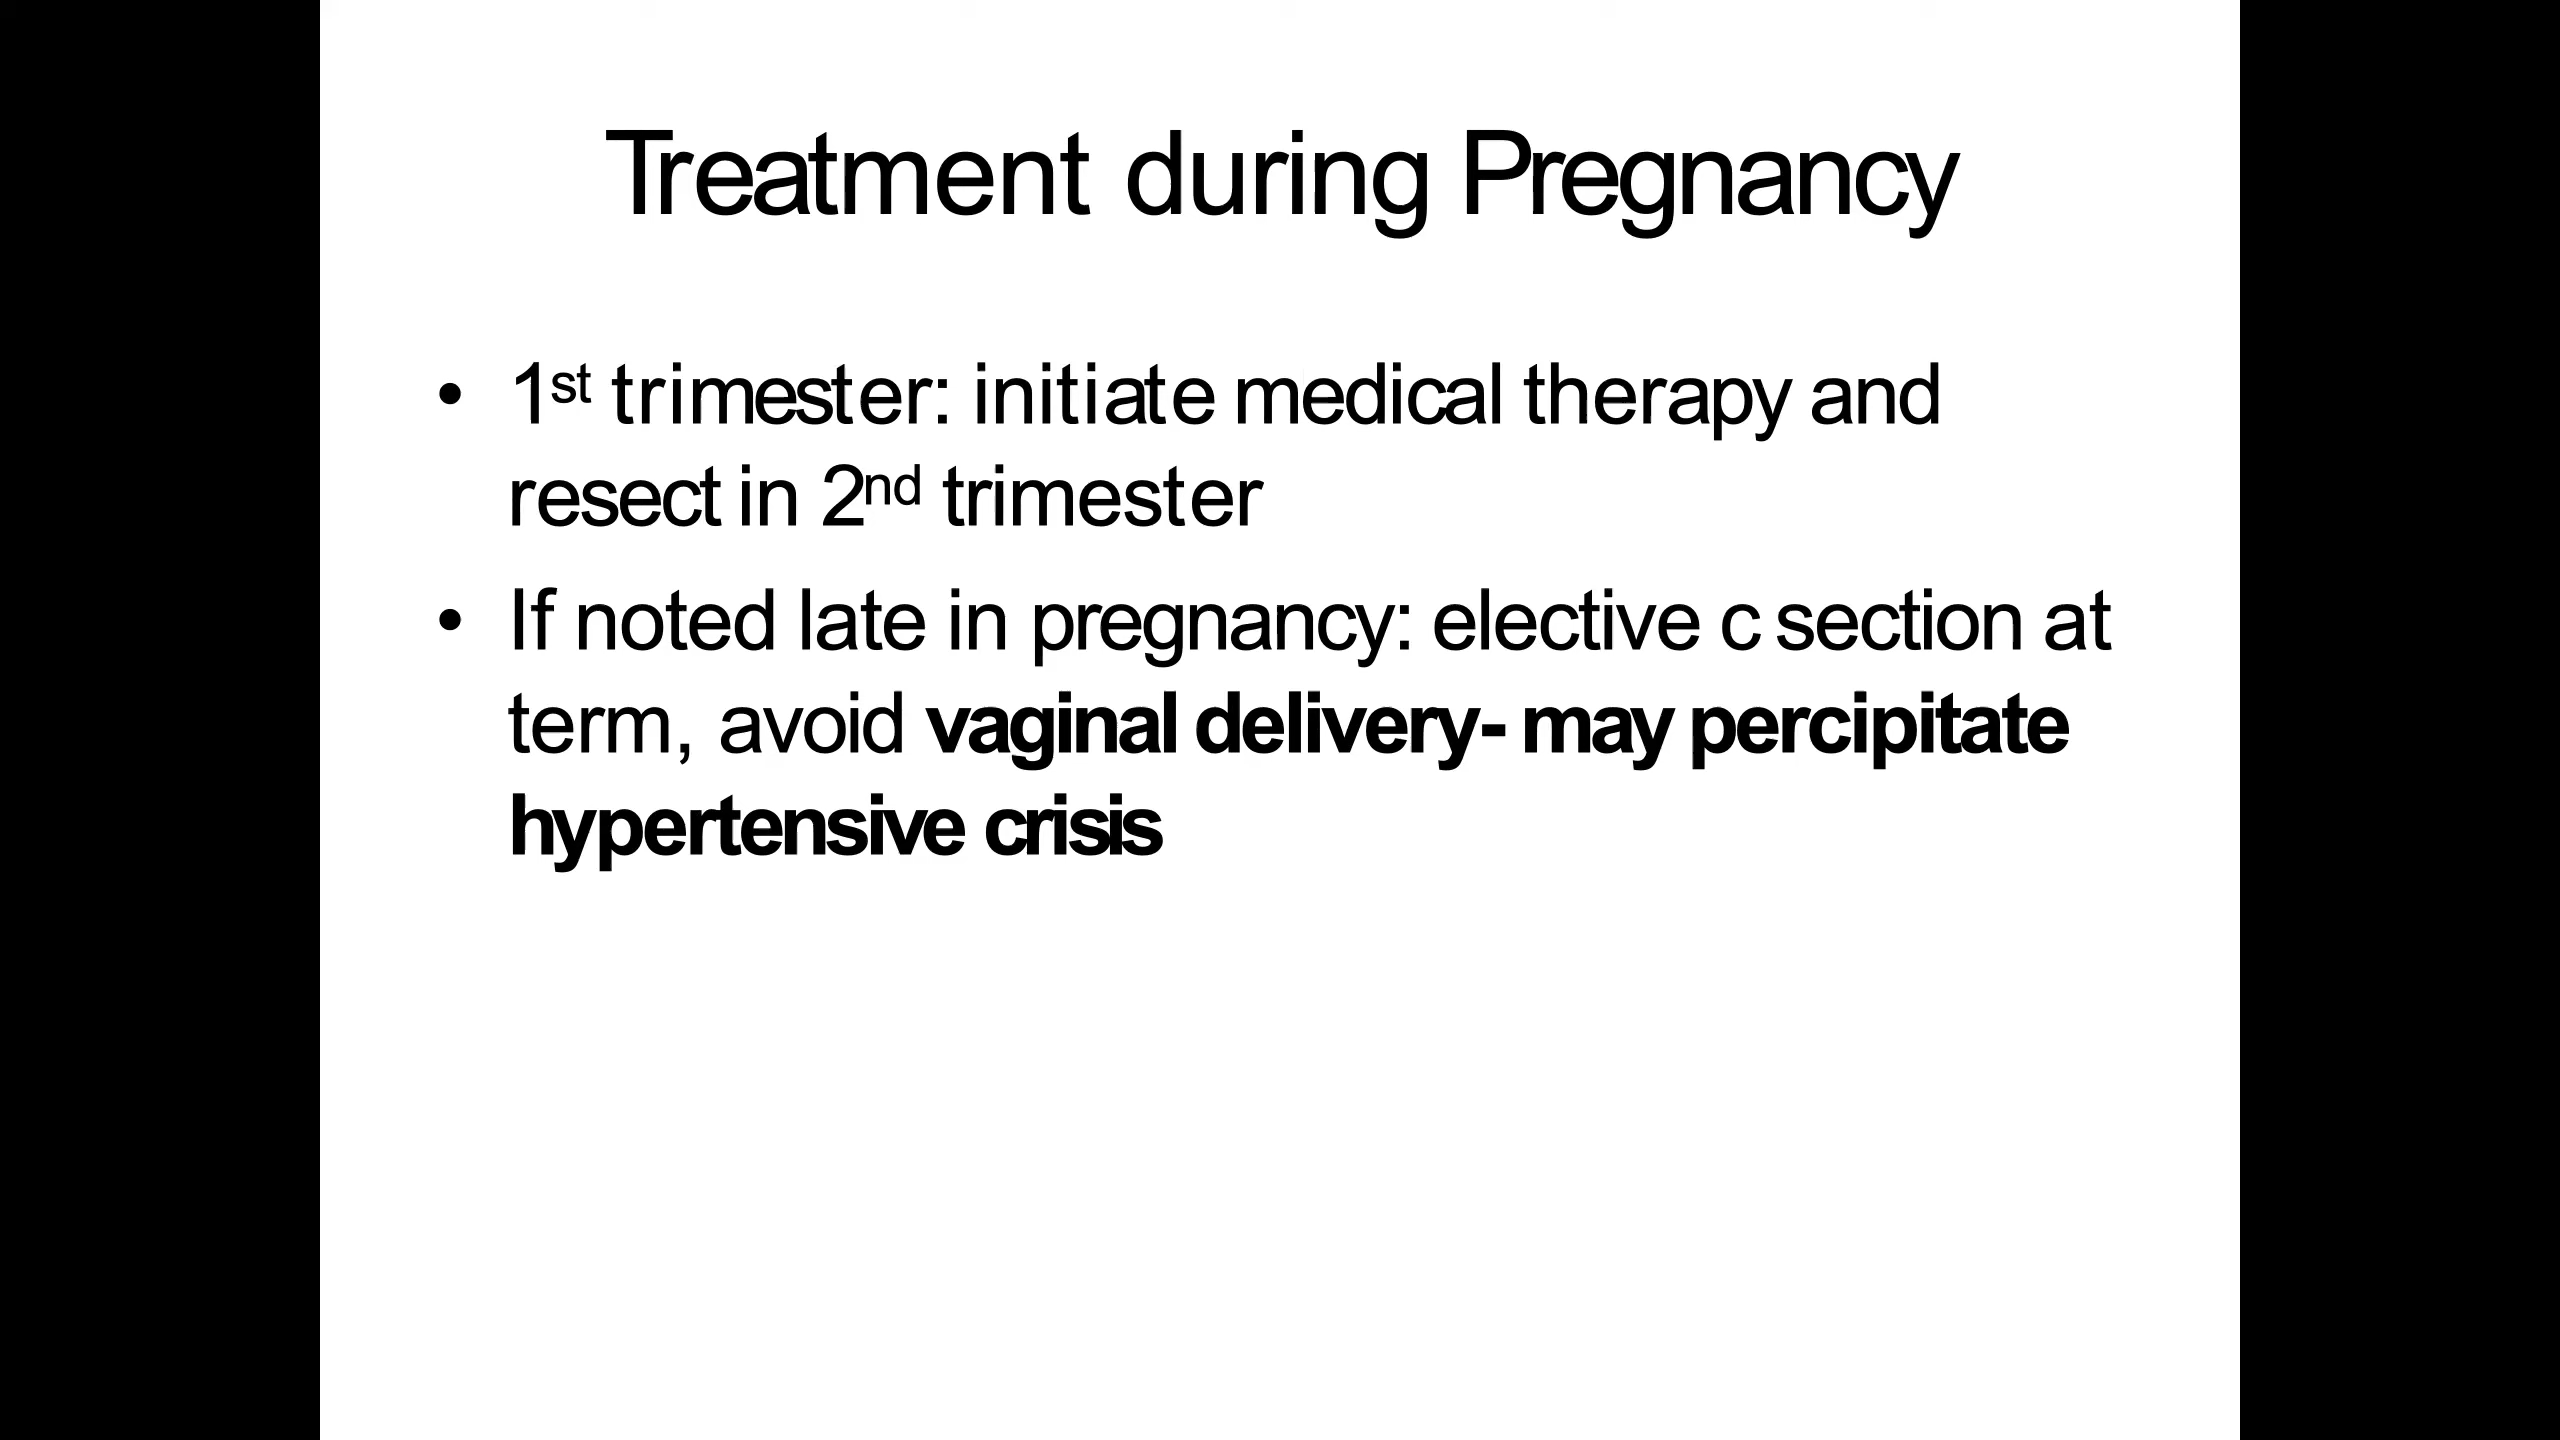 Treatment during Pregnancy
• 1st trimester: initiate medical therapy and
resect in 2nd trimester
• If noted late in pregnancy: elective c section at
term, avoid vaginal delivery- may percipitate
hypertensive crisis